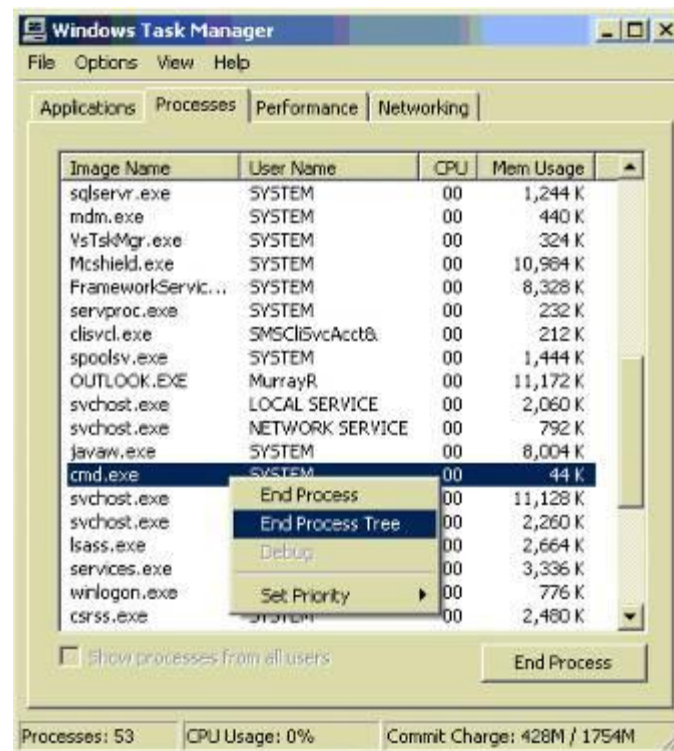 Windows Task Manager
File Options View Help
Applications Processes Performance Networking
Image Name User Name CPU Mem Usage
sqlservr.exe SYSTEM 00 1,244 K
mdm.exe SYSTEM 00 440 K
VsTskMgr.exe SYSTEM 00 324 K
Mcshield.exe SYSTEM 00 10,984 K
FrameworkServic... SYSTEM 00 8,328 K
servproc.exe SYSTEM 00 232 K
clisvcl.exe SMSCliSvcAcct& 00 212 K
spoolsv.exe SYSTEM 00 1,444 K
OUTLOOK.EXE MurrayR 00 11,172 K
svchost.exe LOCAL SERVICE 00 2,060 K
svchost.exe NETWORK SERVICE 00 792 K
javaw.exe SYSTEM 00 8,004 K
cmd.exe SYSTEM 00 44 K
svchost.exe End Process 00 11,128 K
svchost.exe End Process Tree 00 2,260 K
lsass.exe Debug 00 2,664 K
services.exe 00 3,336 K
winlogon.exe Set Priority 00 776 K
csrss.exe SYSTEM 00 2,480 K
Show processes from all users End Process
Processes: 53 CPU Usage: 0% Commit Charge: 428M / 1754M